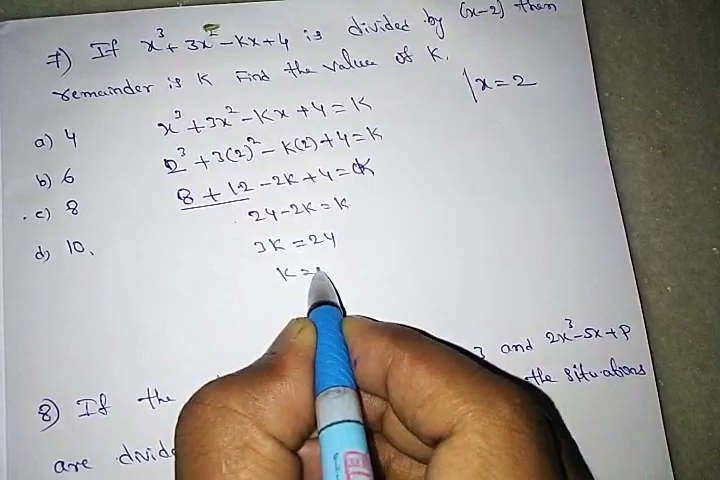 7) If x³ + 3x² - Kx + 4 is divided by (x-2) than
remainder is K Find the value of K.
x = 2
x³ + 3x² - Kx + 4 = K
a) 4
2³ + 3(2)² - K(2) + 4 = K
b) 6
8 + 12 - 2K + 4 = K
c) 8
24 - 2K = K
d) 10.
3K = 24
K =
3 and 2x³ - 5x + P
8) If the
the situations
are divide